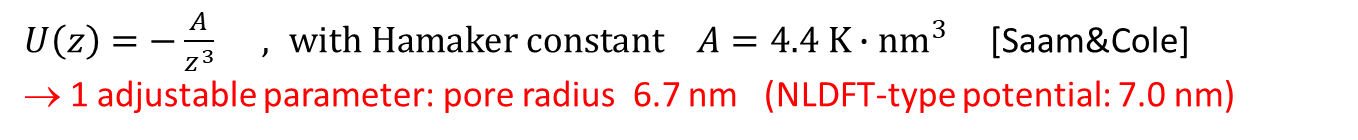 U(z) = − A/z³ , with Hamaker constant A = 4.4 K · nm³ [Saam&Cole]
→ 1 adjustable parameter: pore radius 6.7 nm (NLDFT-type potential: 7.0 nm)